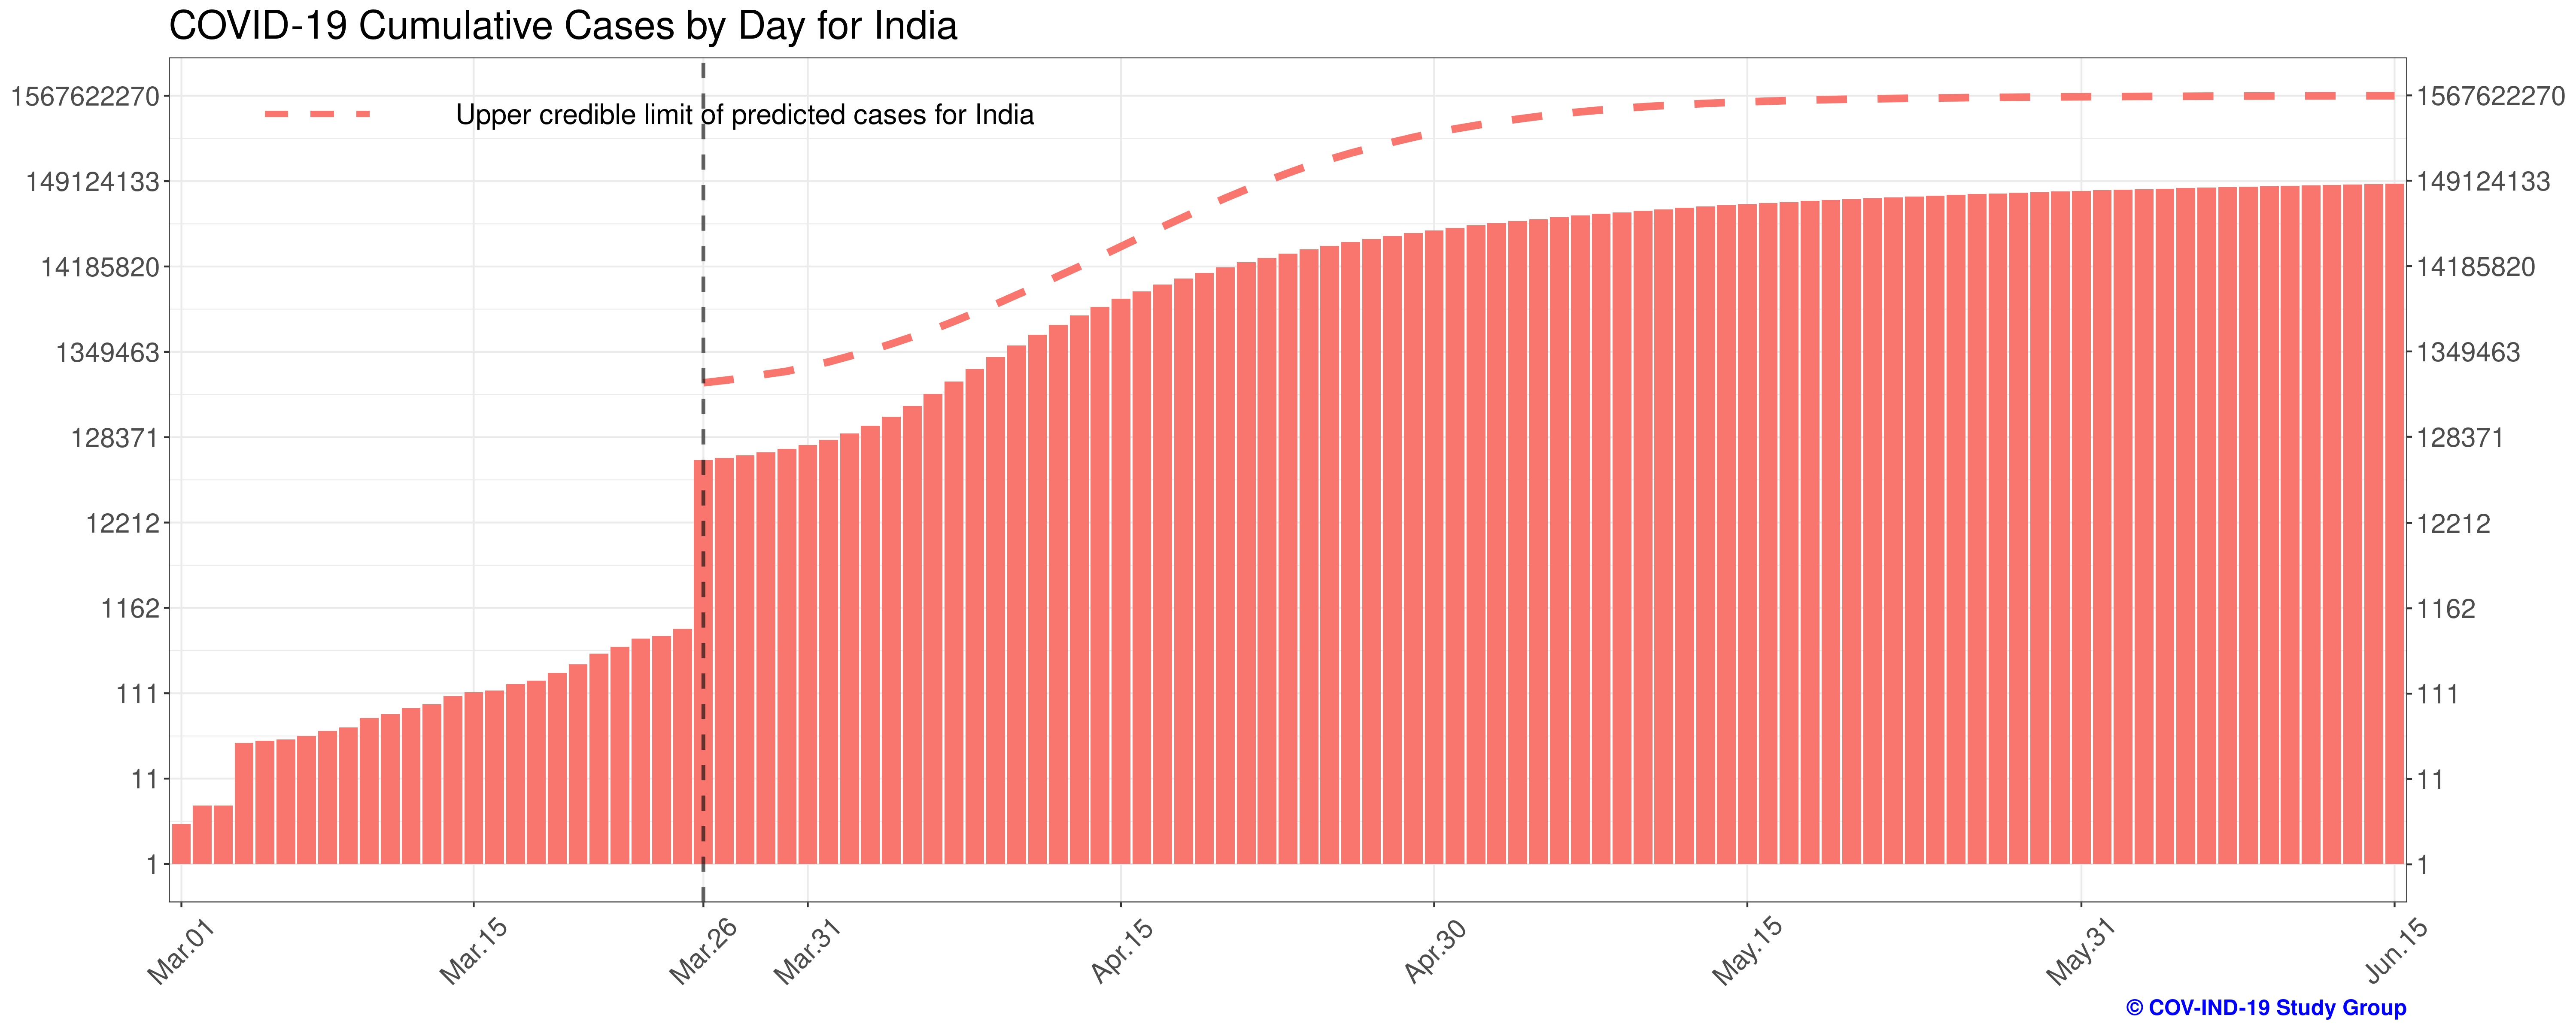 COVID-19 Cumulative Cases by Day for India
Upper credible limit of predicted cases for India
1567622270
149124133
14185820
1349463
128371
12212
1162
111
11
1
1567622270
149124133
14185820
1349463
128371
12212
1162
111
11
1
Mar.01
Mar.15
Mar.26
Mar.31
Apr.15
Apr.30
May.15
May.31
Jun.15
© COV-IND-19 Study Group